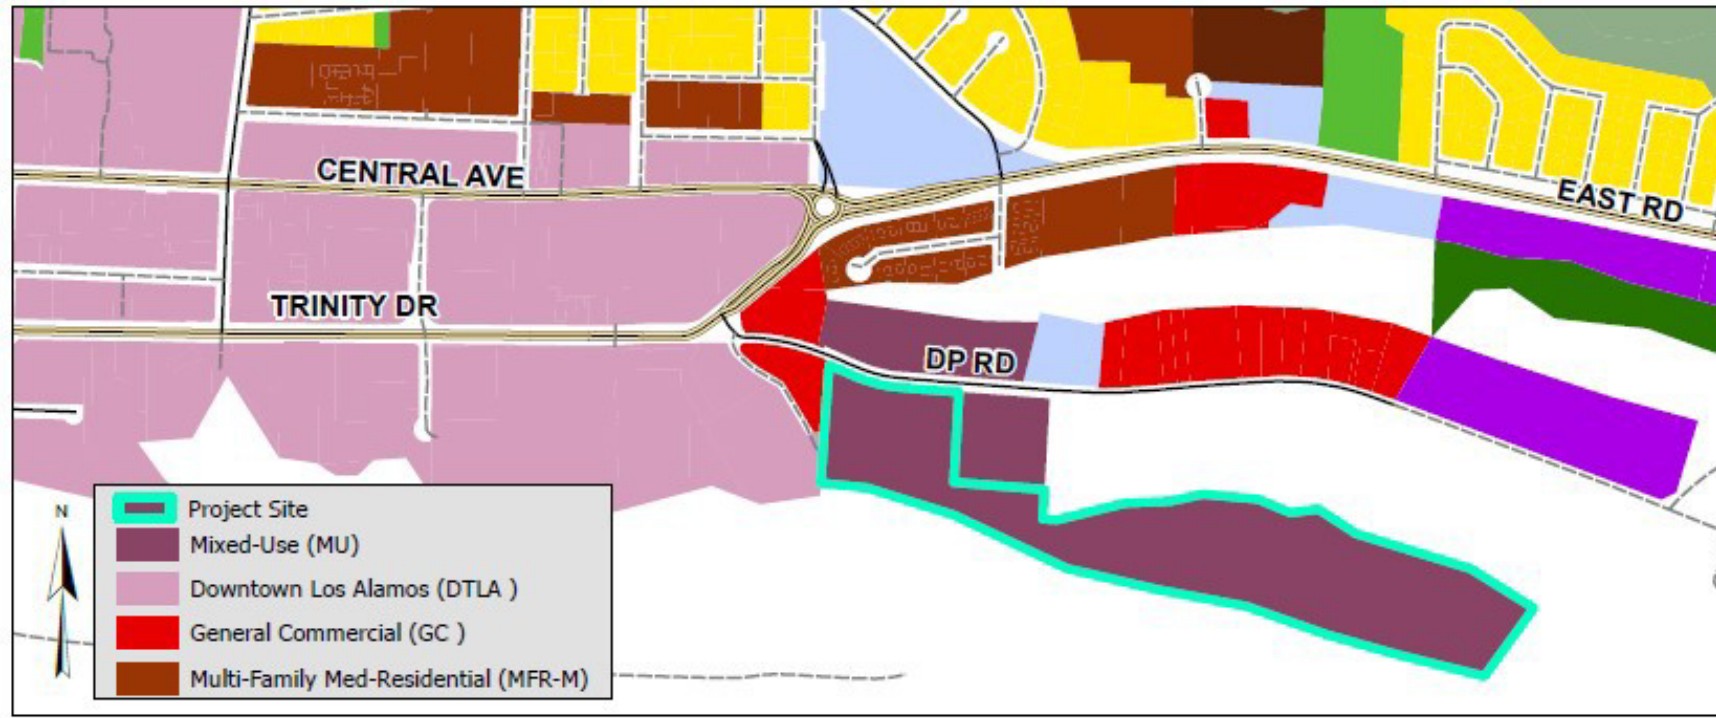 CENTRAL AVE
EAST RD
TRINITY DR
DP RD
N
Project Site
Mixed-Use (MU)
Downtown Los Alamos (DTLA )
General Commercial (GC )
Multi-Family Med-Residential (MFR-M)